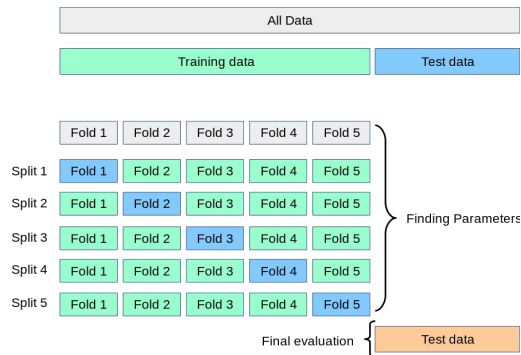 All Data
Training data Test data
Fold 1 Fold 2 Fold 3 Fold 4 Fold 5
Split 1 Fold 1 Fold 2 Fold 3 Fold 4 Fold 5
Split 2 Fold 1 Fold 2 Fold 3 Fold 4 Fold 5
Finding Parameters
Split 3 Fold 1 Fold 2 Fold 3 Fold 4 Fold 5
Split 4 Fold 1 Fold 2 Fold 3 Fold 4 Fold 5
Split 5 Fold 1 Fold 2 Fold 3 Fold 4 Fold 5
Final evaluation Test data